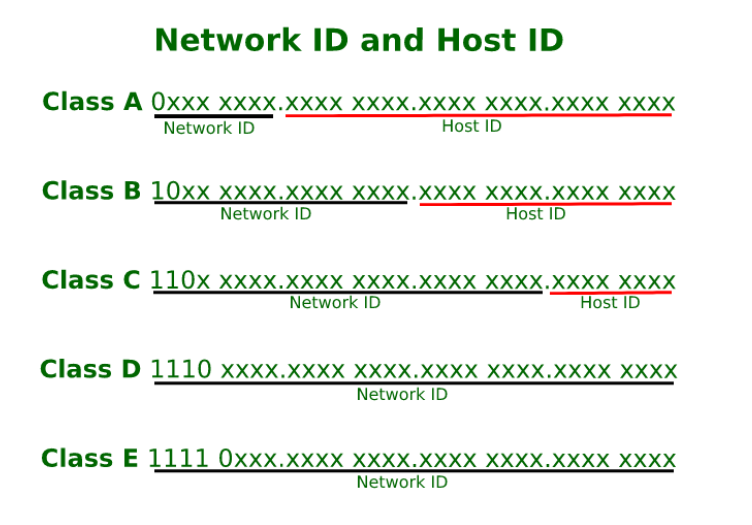 Network ID and Host ID
Class A 0xxx xxxx.xxxx xxxx.xxxx xxxx.xxxx xxxx
Network ID Host ID
Class B 10xx xxxx.xxxx xxxx.xxxx xxxx.xxxx xxxx
Network ID Host ID
Class C 110x xxxx.xxxx xxxx.xxxx xxxx.xxxx xxxx
Network ID Host ID
Class D 1110 xxxx.xxxx xxxx.xxxx xxxx.xxxx xxxx
Network ID
Class E 1111 0xxx.xxxx xxxx.xxxx xxxx.xxxx xxxx
Network ID